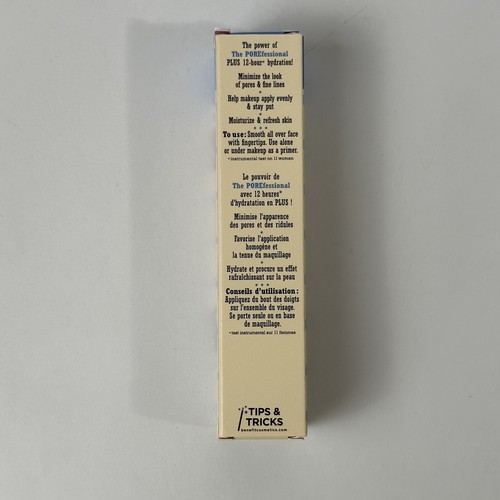 The power of
The POREfessional
PLUS 12-hour* hydration!
Minimize the look
of pores & fine lines
Help makeup apply evenly
& stay put
Moisturize & refresh skin
To use: Smooth all over face
with fingertips. Use alone
or under makeup as a primer.
*instrumental test on 11 women
Le pouvoir de
The POREfessional
avec 12 heures*
d'hydratation en PLUS !
Minimise l'apparence
des pores et des ridules
Favorise l'application
homogène et
la tenue du maquillage
Hydrate et procure un effet
rafraîchissant sur la peau
Conseils d'utilisation :
Appliquez du bout des doigts
sur l'ensemble du visage.
Se porte seule ou en base
de maquillage.
*test instrumental sur 11 femmes
TIPS &
TRICKS
benefitcosmetics.com